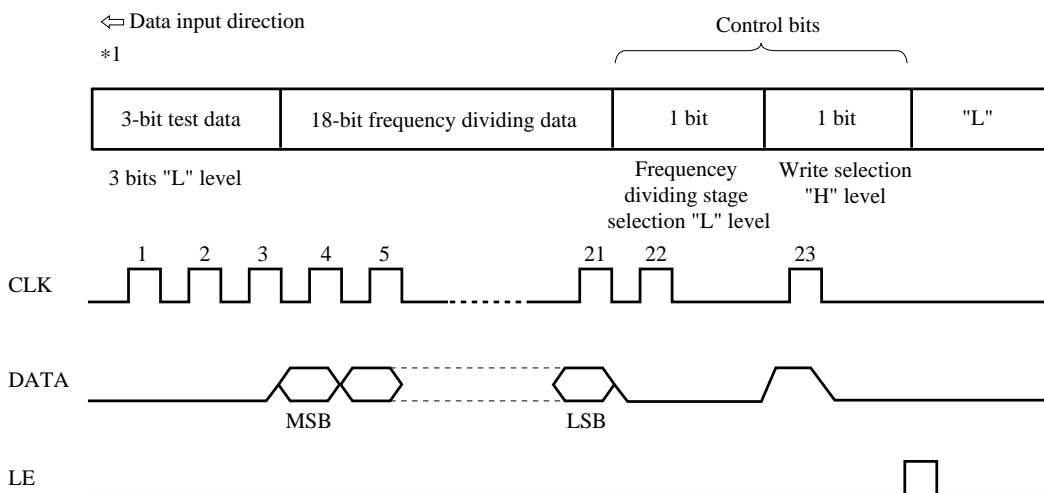 ⇦ Data input direction
*1
Control bits
3-bit test data 18-bit frequency dividing data 1 bit 1 bit "L"
3 bits "L" level
Frequencey
dividing stage
selection "L" level
Write selection
"H" level
1 2 3 4 5 21 22 23
CLK
DATA
MSB LSB
LE